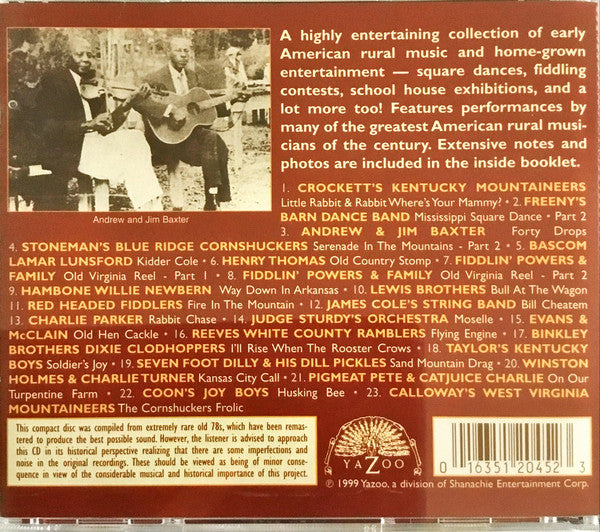 A highly entertaining collection of early
American rural music and home-grown
entertainment — square dances, fiddling
contests, school house exhibitions, and a
lot more too! Features performances by
many of the greatest American rural musi-
cians of the century. Extensive notes and
photos are included in the inside booklet.
Andrew and Jim Baxter
1. CROCKETT'S KENTUCKY MOUNTAINEERS
Little Rabbit & Rabbit Where's Your Mammy? • 2. FREENY'S
BARN DANCE BAND Mississippi Square Dance • Part 2
3. ANDREW & JIM BAXTER Forty Drops
4. STONEMAN'S BLUE RIDGE CORNSHUCKERS Serenade In The Mountains - Part 2 • 5. BASCOM
LAMAR LUNSFORD Kidder Cole • 6. HENRY THOMAS Old Country Stomp • 7. FIDDLIN' POWERS &
FAMILY Old Virginia Reel - Part 1 • 8. FIDDLIN' POWERS & FAMILY Old Virginia Reel - Part 2
9. HAMBONE WILLIE NEWBERN Way Down In Arkansas • 10. LEWIS BROTHERS Bull At The Wagon
11. RED HEADED FIDDLERS Fire In The Mountain • 12. JAMES COLE'S STRING BAND Bill Cheatem
13. CHARLIE PARKER Rabbit Chase • 14. JUDGE STURDY'S ORCHESTRA Moselle • 15. EVANS &
McCLAIN Old Hen Cackle • 16. REEVES WHITE COUNTY RAMBLERS Flying Engine • 17. BINKLEY
BROTHERS DIXIE CLODHOPPERS I'll Rise When The Rooster Crows • 18. TAYLOR'S KENTUCKY
BOYS Soldier's Joy • 19. SEVEN FOOT DILLY & HIS DILL PICKLES Sand Mountain Drag • 20. WINSTON
HOLMES & CHARLIE TURNER Kansas City Call • 21. PIGMEAT PETE & CATJUICE CHARLIE On Our
Turpentine Farm • 22. COON'S JOY BOYS Husking Bee • 23. CALLOWAY'S WEST VIRGINIA
MOUNTAINEERS The Cornshuckers Frolic
This compact disc was compiled from extremely rare old 78s, which have been remas-
tered to produce the best possible sound. However, the listener is advised to approach
this CD in its historical perspective realizing that there are some imperfections and
noise in the original recordings. These should be viewed as being of minor conse-
quence in view of the considerable musical and historical importance of this project.
YAZOO
0 16351 20452 3
℗ 1999 Yazoo, a division of Shanachie Entertainment Corp.